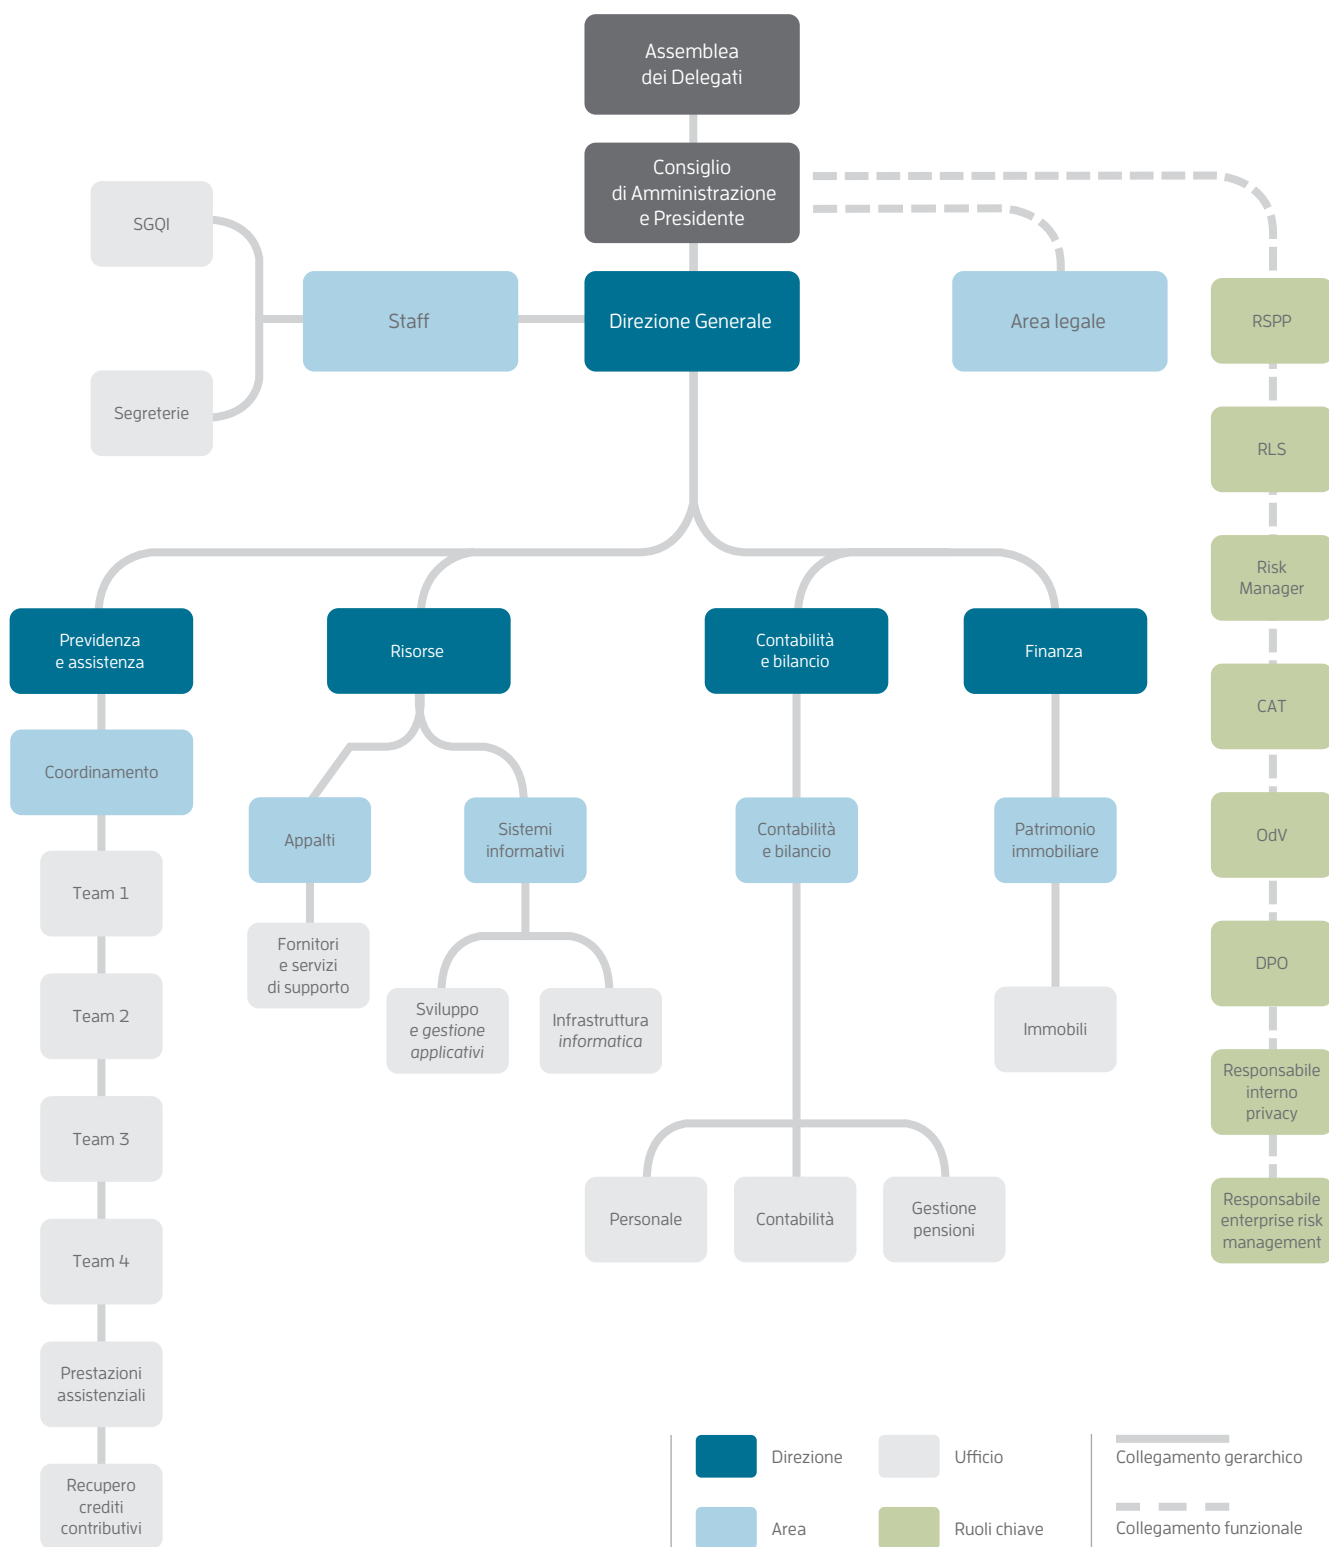 Assemblea
dei Delegati
Consiglio
di Amministrazione
e Presidente
SGQI
Staff
Direzione Generale
Area legale
RSPP
Segreterie
RLS
Risk
Manager
Previdenza
e assistenza
Risorse
Contabilità
e bilancio
Finanza
CAT
Coordinamento
Appalti
Sistemi
informativi
Contabilità
e bilancio
Patrimonio
immobiliare
OdV
Team 1
Fornitori
e servizi
di supporto
DPO
Team 2
Sviluppo
e gestione
applicativi
Infrastruttura
informatica
Immobili
Responsabile
interno
privacy
Team 3
Personale
Contabilità
Gestione
pensioni
Responsabile
enterprise risk
management
Team 4
Prestazioni
assistenziali
Recupero
crediti
contributivi
Direzione
Ufficio
Collegamento gerarchico
Area
Ruoli chiave
Collegamento funzionale